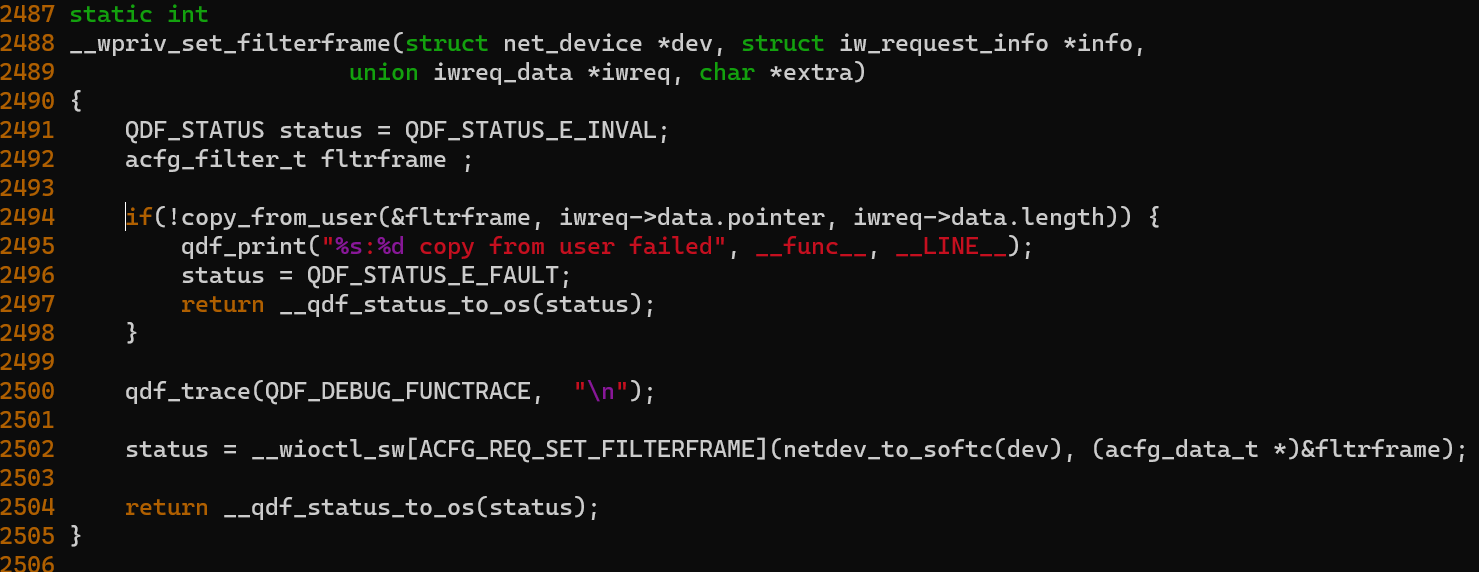 2487 static int
2488 __wpriv_set_filterframe(struct net_device *dev, struct iw_request_info *info,
2489                     union iwreq_data *iwreq, char *extra)
2490 {
2491     QDF_STATUS status = QDF_STATUS_E_INVAL;
2492     acfg_filter_t fltrframe ;
2493
2494     if(!copy_from_user(&fltrframe, iwreq->data.pointer, iwreq->data.length)) {
2495         qdf_print("%s:%d copy from user failed", __func__, __LINE__);
2496         status = QDF_STATUS_E_FAULT;
2497         return __qdf_status_to_os(status);
2498     }
2499
2500     qdf_trace(QDF_DEBUG_FUNCTRACE,  "\n");
2501
2502     status = __wioctl_sw[ACFG_REQ_SET_FILTERFRAME](netdev_to_softc(dev), (acfg_data_t *)&fltrframe);
2503
2504     return __qdf_status_to_os(status);
2505 }
2506